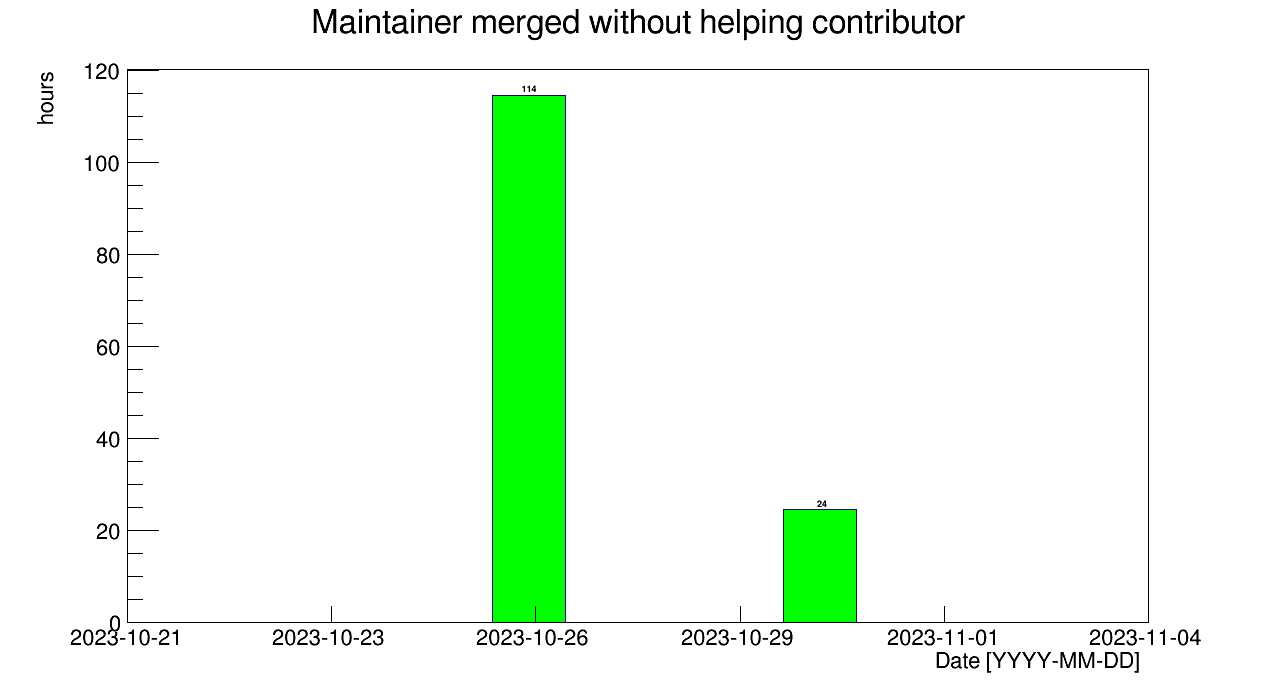 Maintainer merged without helping contributor
hours
120
100
80
60
40
20
0
114
24
2023-10-21 2023-10-23 2023-10-26 2023-10-29 2023-11-01 2023-11-04
Date [YYYY-MM-DD]